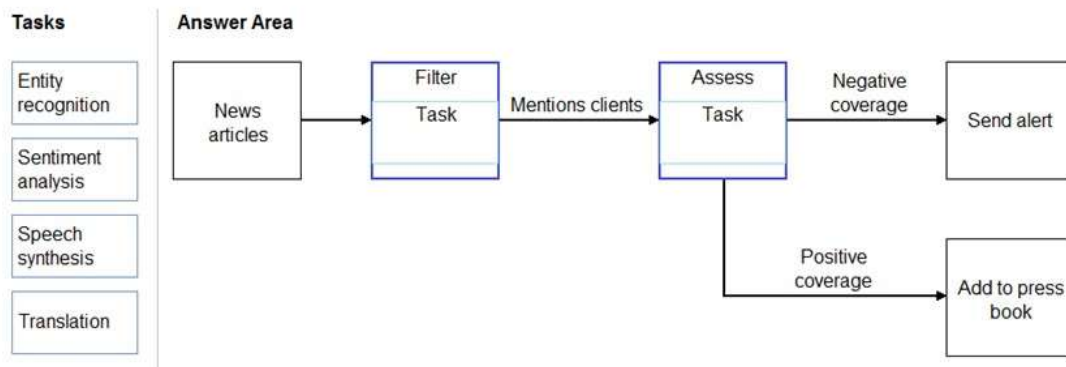 Tasks
Entity
recognition
Sentiment
analysis
Speech
synthesis
Translation
Answer Area
News
articles
Filter
Task
Mentions clients
Assess
Task
Negative
coverage
Send alert
Positive
coverage
Add to press
book